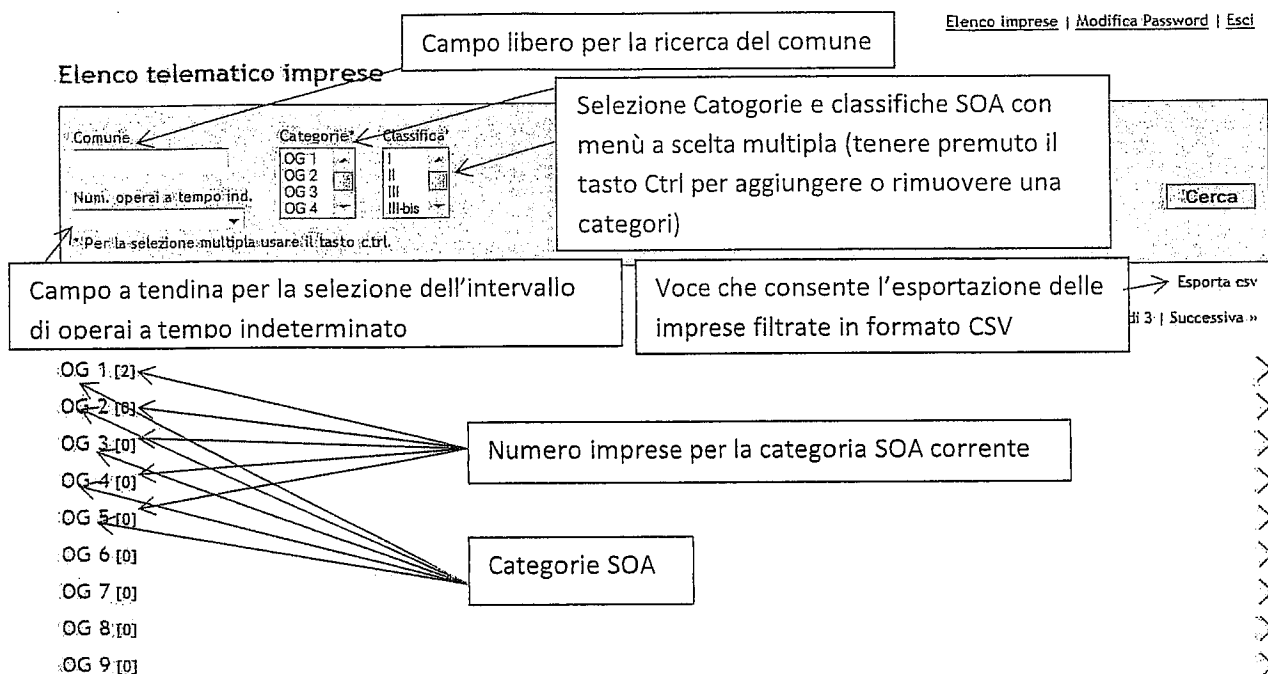 Elenco imprese | Modifica Password | Esci
Campo libero per la ricerca del comune
Elenco telematico imprese
Selezione Catogorie e classifiche SOA con
menù a scelta multipla (tenere premuto il
tasto Ctrl per aggiungere o rimuovere una
categori)
Comune
Categorie*
Classifica*
OG 1
OG 2
OG 3
OG 4
I
II
III
III-bis
Num. operai a tempo ind.
Cerca
* Per la selezione multipla usare il tasto ctrl.
Campo a tendina per la selezione dell'intervallo
di operai a tempo indeterminato
Voce che consente l'esportazione delle
imprese filtrate in formato CSV
Esporta csv
di 3 | Successiva »
OG 1 [2]
OG 2 [0]
OG 3 [0]
OG 4 [0]
OG 5 [0]
OG 6 [0]
OG 7 [0]
OG 8 [0]
OG 9 [0]
Numero imprese per la categoria SOA corrente
Categorie SOA